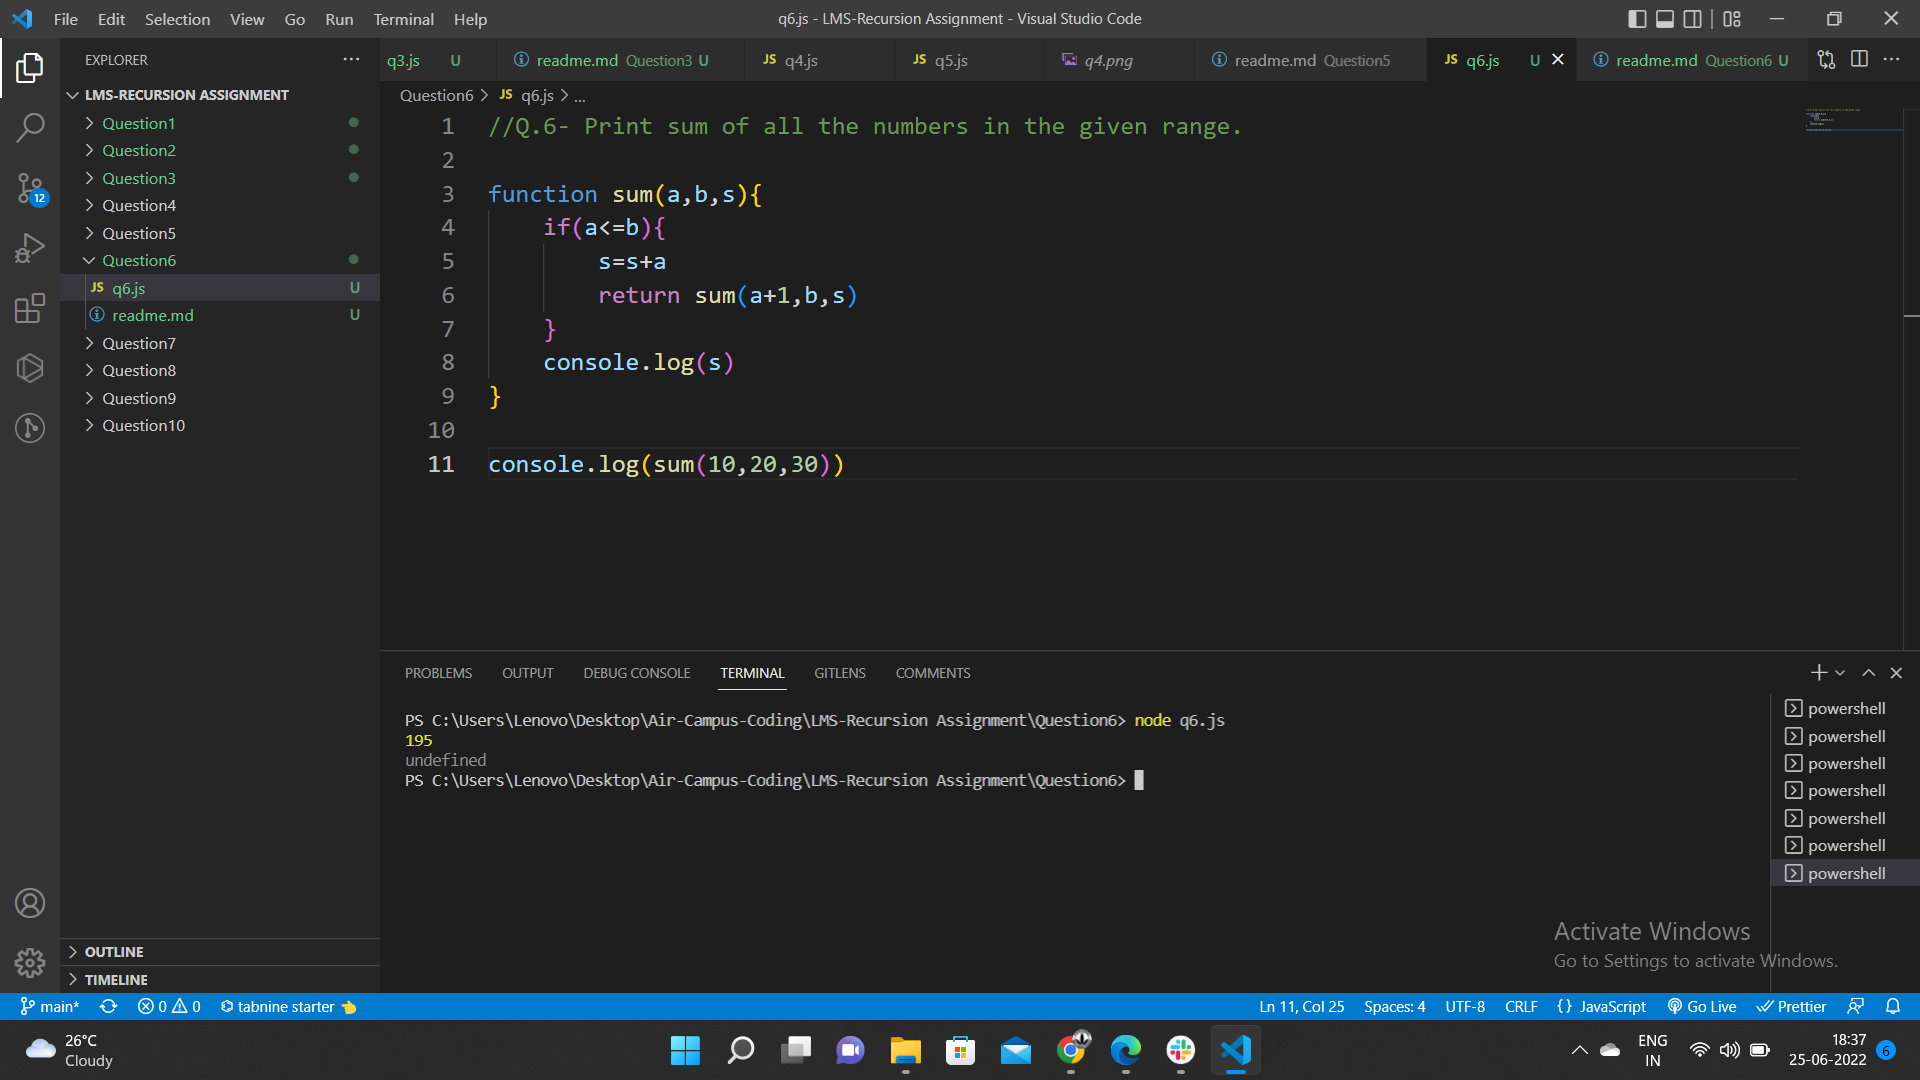 File Edit Selection View Go Run Terminal Help
q6.js - LMS-Recursion Assignment - Visual Studio Code
EXPLORER
q3.js U
readme.md Question3 U
JS q4.js
JS q5.js
q4.png
readme.md Question5
JS q6.js U
readme.md Question6 U
LMS-RECURSION ASSIGNMENT
Question1
Question2
Question3
Question4
Question5
Question6
JS q6.js U
readme.md U
Question7
Question8
Question9
Question10
OUTLINE
TIMELINE
12
Question6 > JS q6.js > ...
1 //Q.6- Print sum of all the numbers in the given range.
2
3 function sum(a,b,s){
4 if(a<=b){
5 s=s+a
6 return sum(a+1,b,s)
7 }
8 console.log(s)
9 }
10
11 console.log(sum(10,20,30))
PROBLEMS OUTPUT DEBUG CONSOLE TERMINAL GITLENS COMMENTS
PS C:\Users\Lenovo\Desktop\Air-Campus-Coding\LMS-Recursion Assignment\Question6> node q6.js
195
undefined
PS C:\Users\Lenovo\Desktop\Air-Campus-Coding\LMS-Recursion Assignment\Question6>
powershell
powershell
powershell
powershell
powershell
powershell
powershell
Activate Windows
Go to Settings to activate Windows.
main* 0 0 tabnine starter
Ln 11, Col 25 Spaces: 4 UTF-8 CRLF {} JavaScript Go Live Prettier
26°C
Cloudy
ENG
IN
18:37
25-06-2022
6